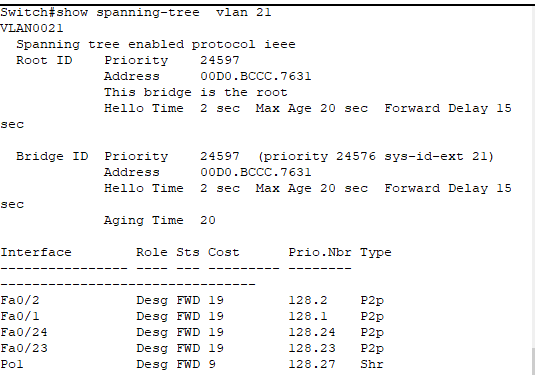 Switch#show spanning-tree  vlan 21
VLAN0021
  Spanning tree enabled protocol ieee
  Root ID    Priority    24597
             Address     00D0.BCCC.7631
             This bridge is the root
             Hello Time  2 sec  Max Age 20 sec  Forward Delay 15
sec

  Bridge ID  Priority    24597  (priority 24576 sys-id-ext 21)
             Address     00D0.BCCC.7631
             Hello Time  2 sec  Max Age 20 sec  Forward Delay 15
sec
             Aging Time  20

Interface        Role Sts Cost      Prio.Nbr Type
---------------- ---- --- --------- --------
--------------------------------
Fa0/2            Desg FWD 19        128.2    P2p
Fa0/1            Desg FWD 19        128.1    P2p
Fa0/24           Desg FWD 19        128.24   P2p
Fa0/23           Desg FWD 19        128.23   P2p
Po1              Desg FWD 9         128.27   Shr